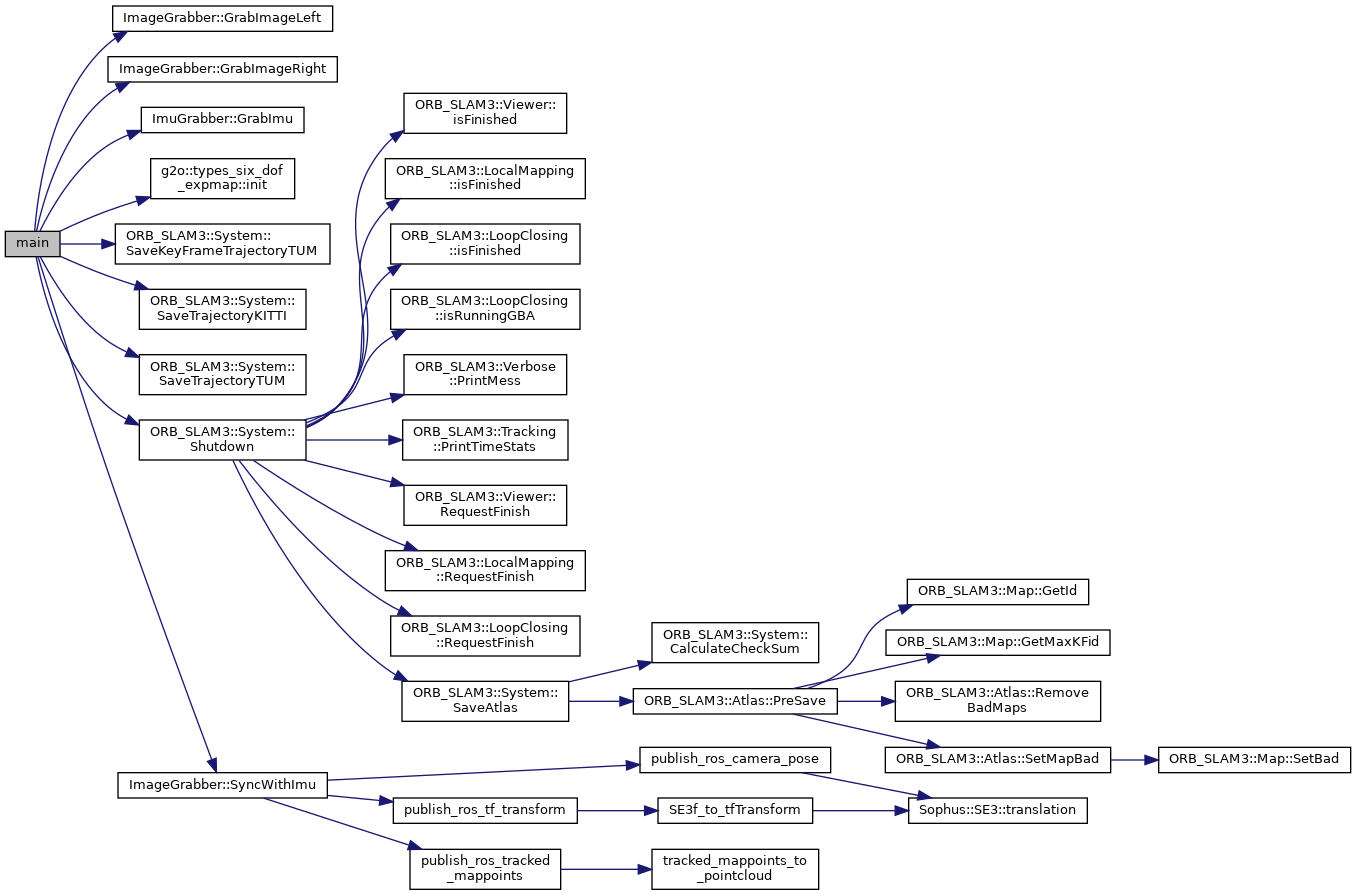 main
ImageGrabber::GrabImageLeft
ImageGrabber::GrabImageRight
ImuGrabber::GrabImu
g2o::types_six_dof
_expmap::init
ORB_SLAM3::System::
SaveKeyFrameTrajectoryTUM
ORB_SLAM3::System::
SaveTrajectoryKITTI
ORB_SLAM3::System::
SaveTrajectoryTUM
ORB_SLAM3::System::
Shutdown
ImageGrabber::SyncWithImu
ORB_SLAM3::Viewer::
isFinished
ORB_SLAM3::LocalMapping
::isFinished
ORB_SLAM3::LoopClosing
::isFinished
ORB_SLAM3::LoopClosing
::isRunningGBA
ORB_SLAM3::Verbose
::PrintMess
ORB_SLAM3::Tracking
::PrintTimeStats
ORB_SLAM3::Viewer::
RequestFinish
ORB_SLAM3::LocalMapping
::RequestFinish
ORB_SLAM3::LoopClosing
::RequestFinish
ORB_SLAM3::System::
SaveAtlas
publish_ros_tf_transform
publish_ros_tracked
_mappoints
ORB_SLAM3::System::
CalculateCheckSum
ORB_SLAM3::Atlas::PreSave
publish_ros_camera_pose
SE3f_to_tfTransform
tracked_mappoints_to
_pointcloud
ORB_SLAM3::Map::GetId
ORB_SLAM3::Map::GetMaxKFid
ORB_SLAM3::Atlas::Remove
BadMaps
ORB_SLAM3::Atlas::SetMapBad
Sophus::SE3::translation
ORB_SLAM3::Map::SetBad